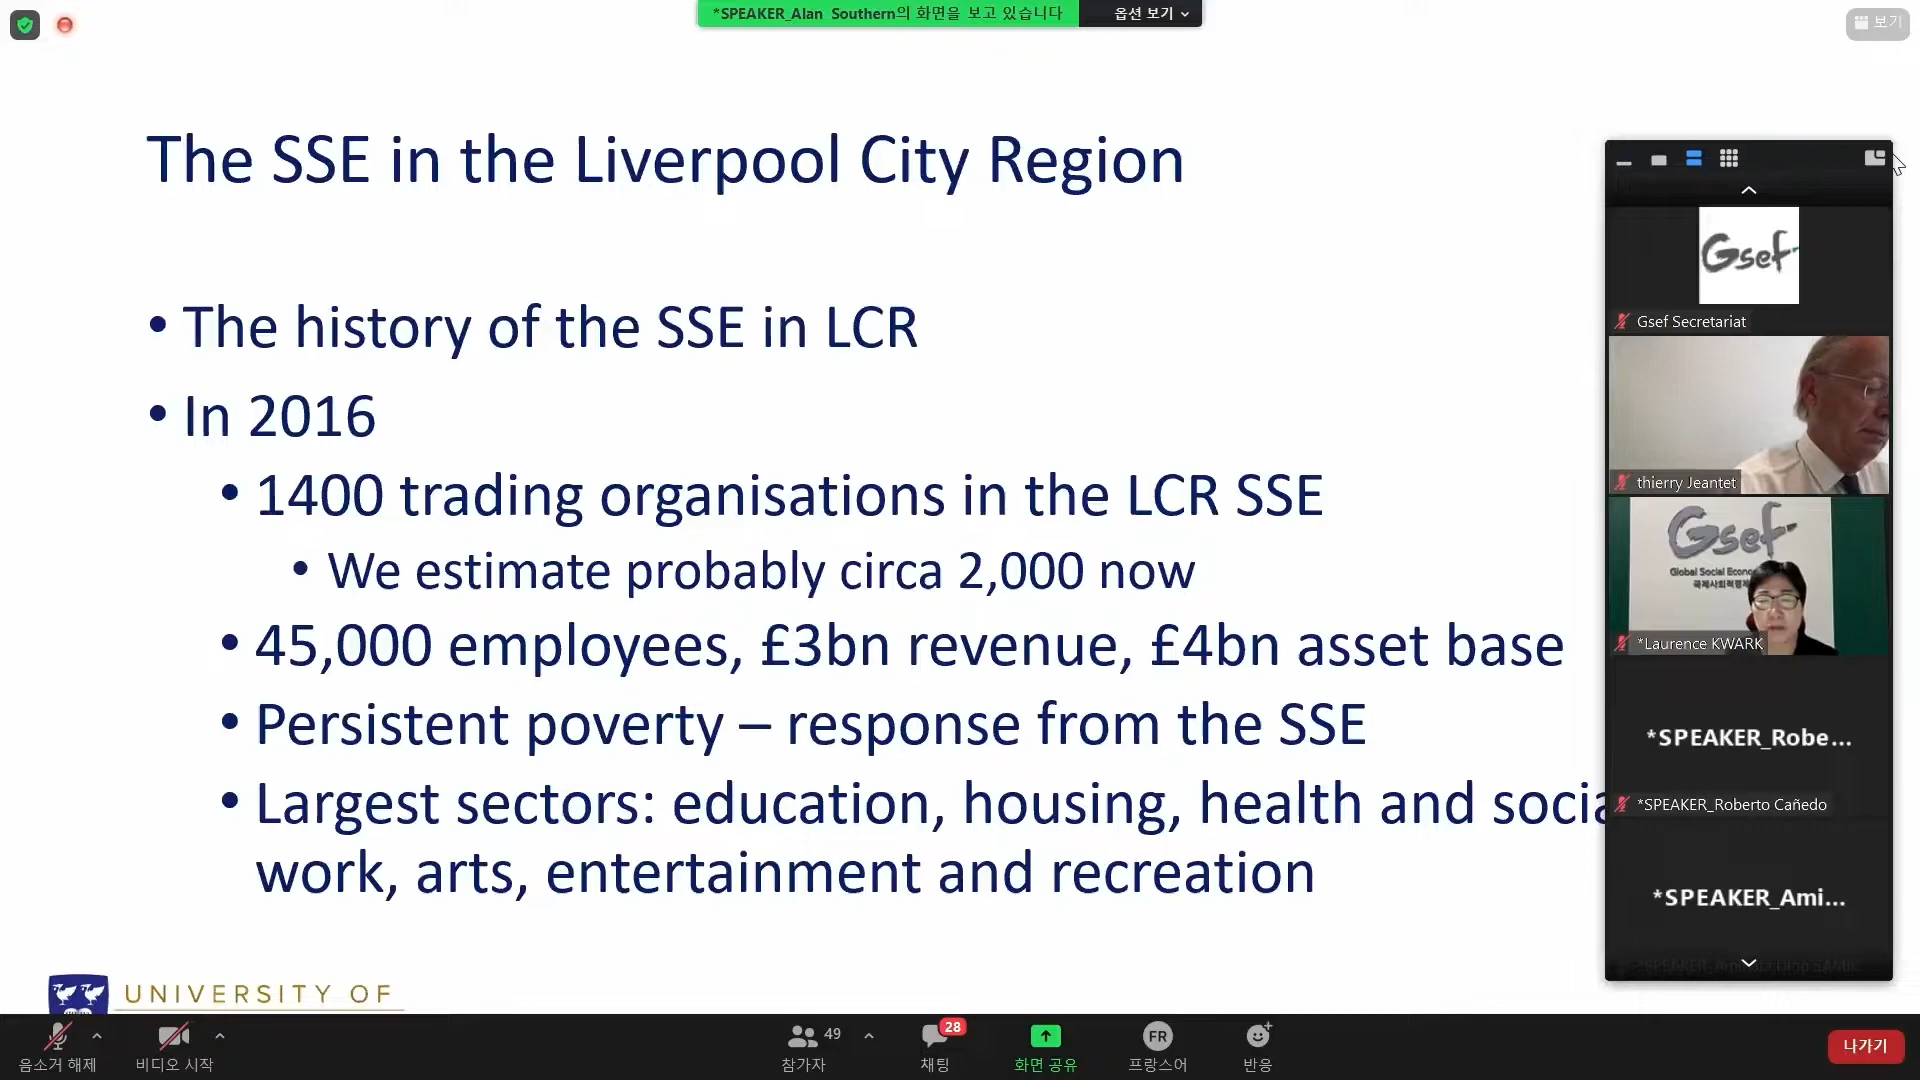 *SPEAKER_Alan Southern의 화면을 보고 있습니다
옵션 보기
보기
The SSE in the Liverpool City Region
• The history of the SSE in LCR
• In 2016
• 1400 trading organisations in the LCR SSE
• We estimate probably circa 2,000 now
• 45,000 employees, £3bn revenue, £4bn asset base
• Persistent poverty – response from the SSE
• Largest sectors: education, housing, health and socia
work, arts, entertainment and recreation
UNIVERSITY OF
Gsef
Gsef Secretariat
thierry Jeantet
Gsef
Global Social Econo
*Laurence KWARK
*SPEAKER_Robe...
*SPEAKER_Roberto Cañedo
*SPEAKER_Ami...
음소거 해제
비디오 시작
49
참가자
28
채팅
화면 공유
FR
프랑스어
반응
나가기